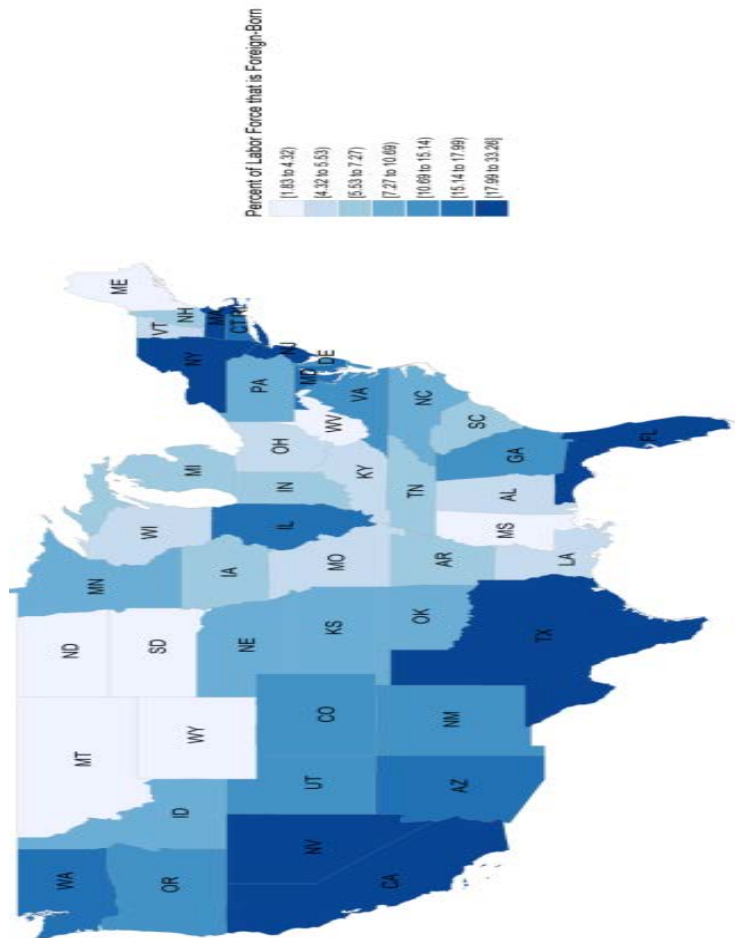 WA
MT
ND
MN
ME
OR
ID
SD
WI
MI
VT
NH
WY
NY
MA
IA
CT RI
NE
PA
NV
UT
CO
IL
IN
OH
NJ
KS
MO
WV
MD
DE
CA
KY
VA
AZ
NM
OK
AR
TN
NC
SC
TX
MS
AL
GA
LA
FL
Percent of Labor Force that is Foreign-Born
[1.83 to 4.32)
[4.32 to 5.53)
[5.53 to 7.27)
[7.27 to 10.69)
[10.69 to 15.14)
[15.14 to 17.99)
[17.99 to 33.26]